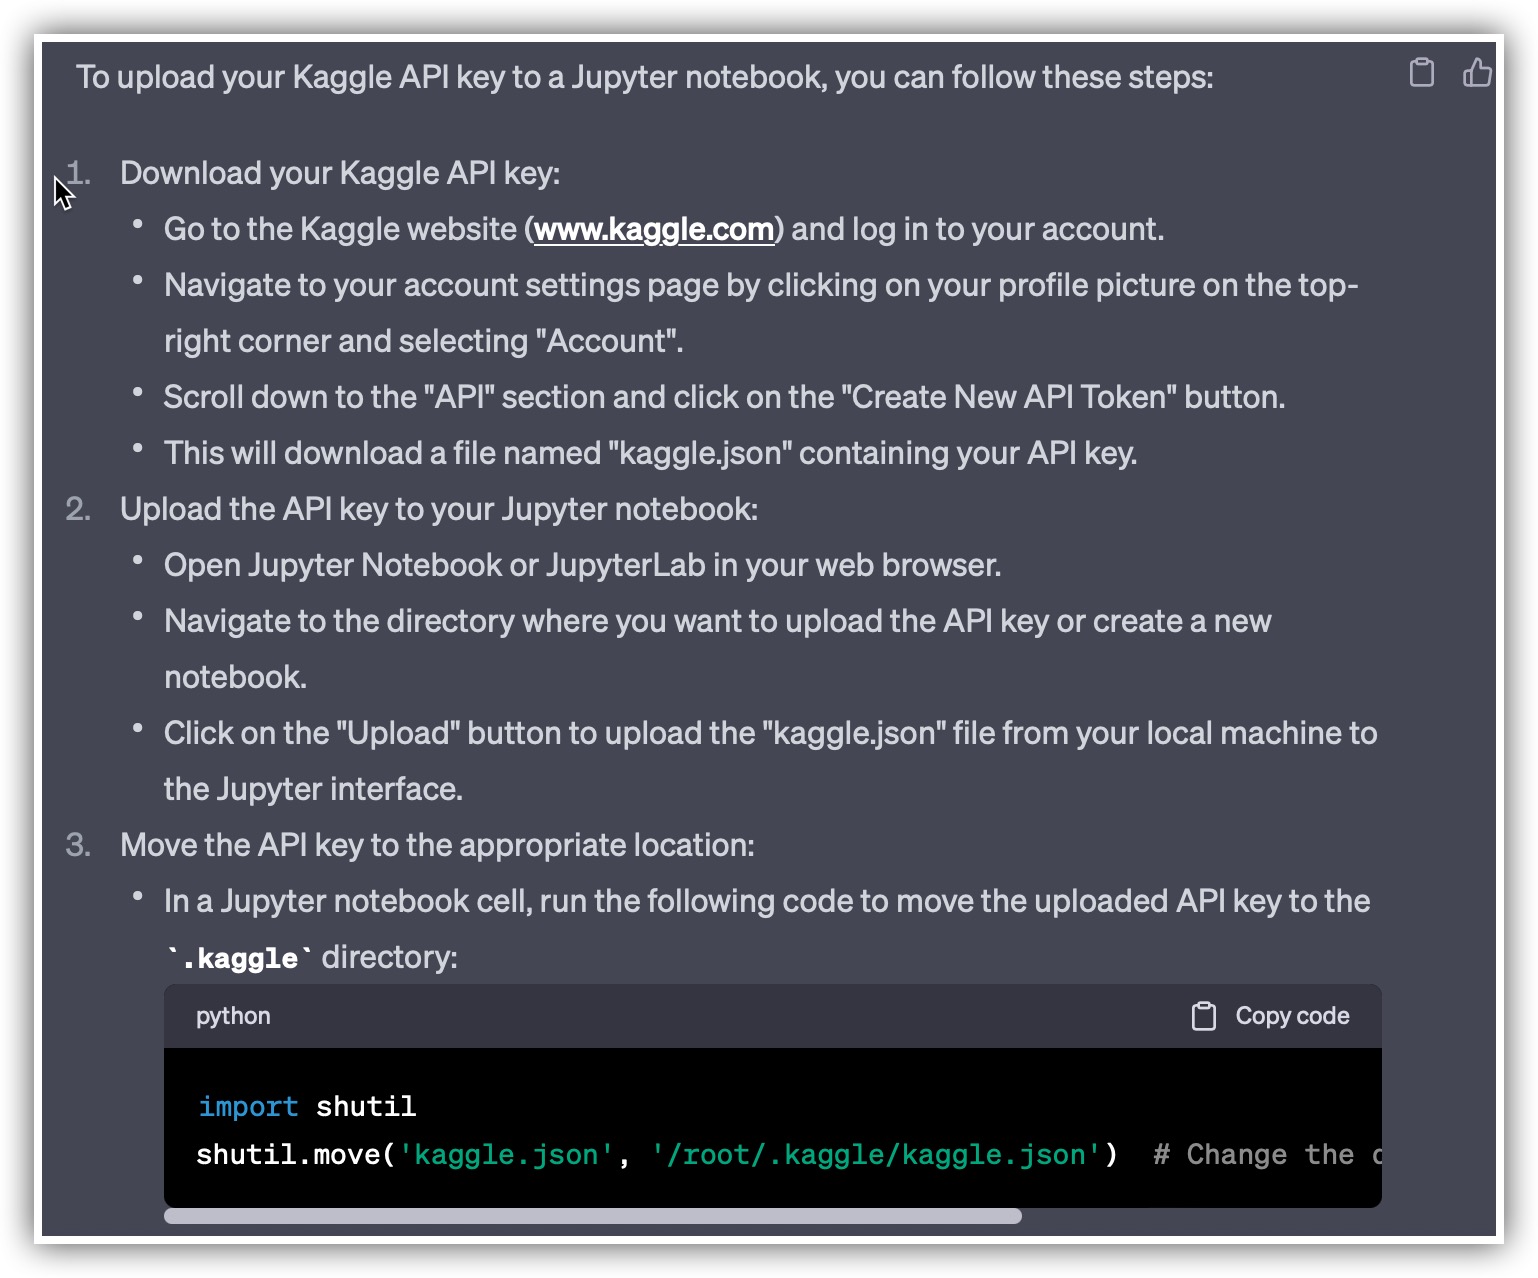 To upload your Kaggle API key to a Jupyter notebook, you can follow these steps:
1. Download your Kaggle API key:
• Go to the Kaggle website (www.kaggle.com) and log in to your account.
• Navigate to your account settings page by clicking on your profile picture on the top-
right corner and selecting "Account".
• Scroll down to the "API" section and click on the "Create New API Token" button.
• This will download a file named "kaggle.json" containing your API key.
2. Upload the API key to your Jupyter notebook:
• Open Jupyter Notebook or JupyterLab in your web browser.
• Navigate to the directory where you want to upload the API key or create a new
notebook.
• Click on the "Upload" button to upload the "kaggle.json" file from your local machine to
the Jupyter interface.
3. Move the API key to the appropriate location:
• In a Jupyter notebook cell, run the following code to move the uploaded API key to the
`.kaggle` directory:
python Copy code
import shutil
shutil.move('kaggle.json', '/root/.kaggle/kaggle.json')  # Change the